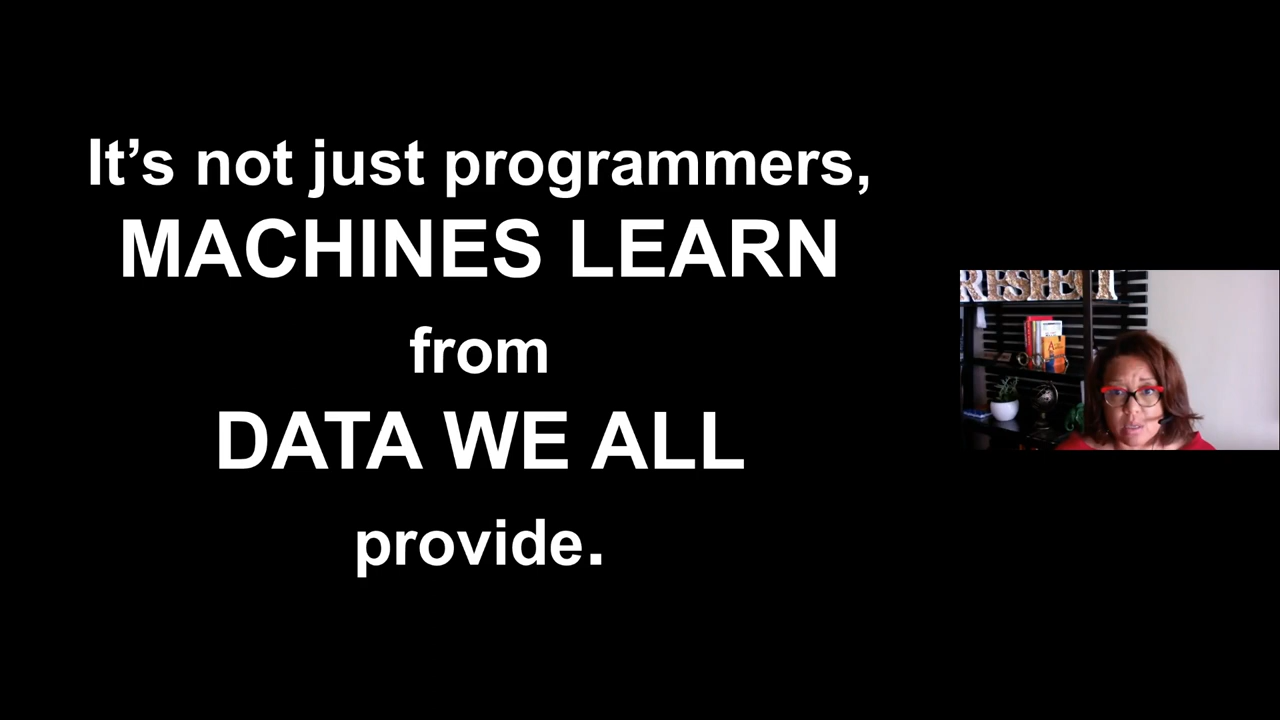 It’s not just programmers,
MACHINES LEARN
from
DATA WE ALL
provide.